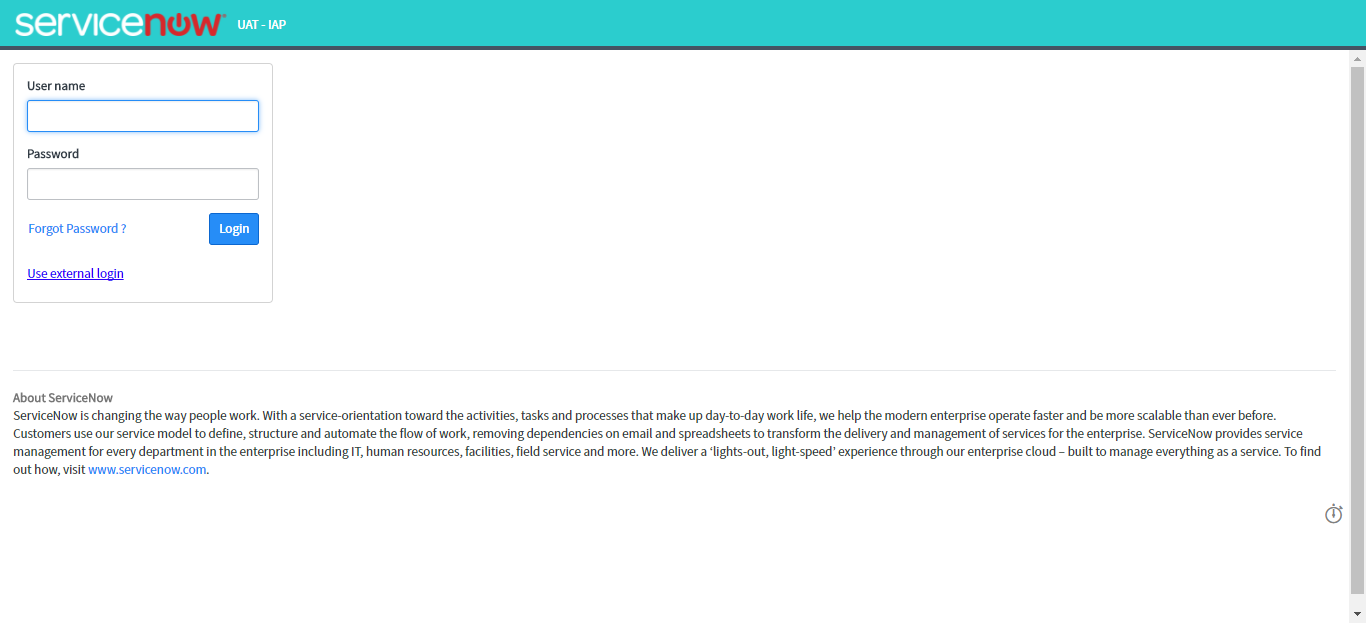 servicenow UAT - IAP
User name
Password
Forgot Password ? Login
Use external login
About ServiceNow
ServiceNow is changing the way people work. With a service-orientation toward the activities, tasks and processes that make up day-to-day work life, we help the modern enterprise operate faster and be more scalable than ever before.
Customers use our service model to define, structure and automate the flow of work, removing dependencies on email and spreadsheets to transform the delivery and management of services for the enterprise. ServiceNow provides service
management for every department in the enterprise including IT, human resources, facilities, field service and more. We deliver a ‘lights-out, light-speed’ experience through our enterprise cloud – built to manage everything as a service. To find
out how, visit www.servicenow.com.